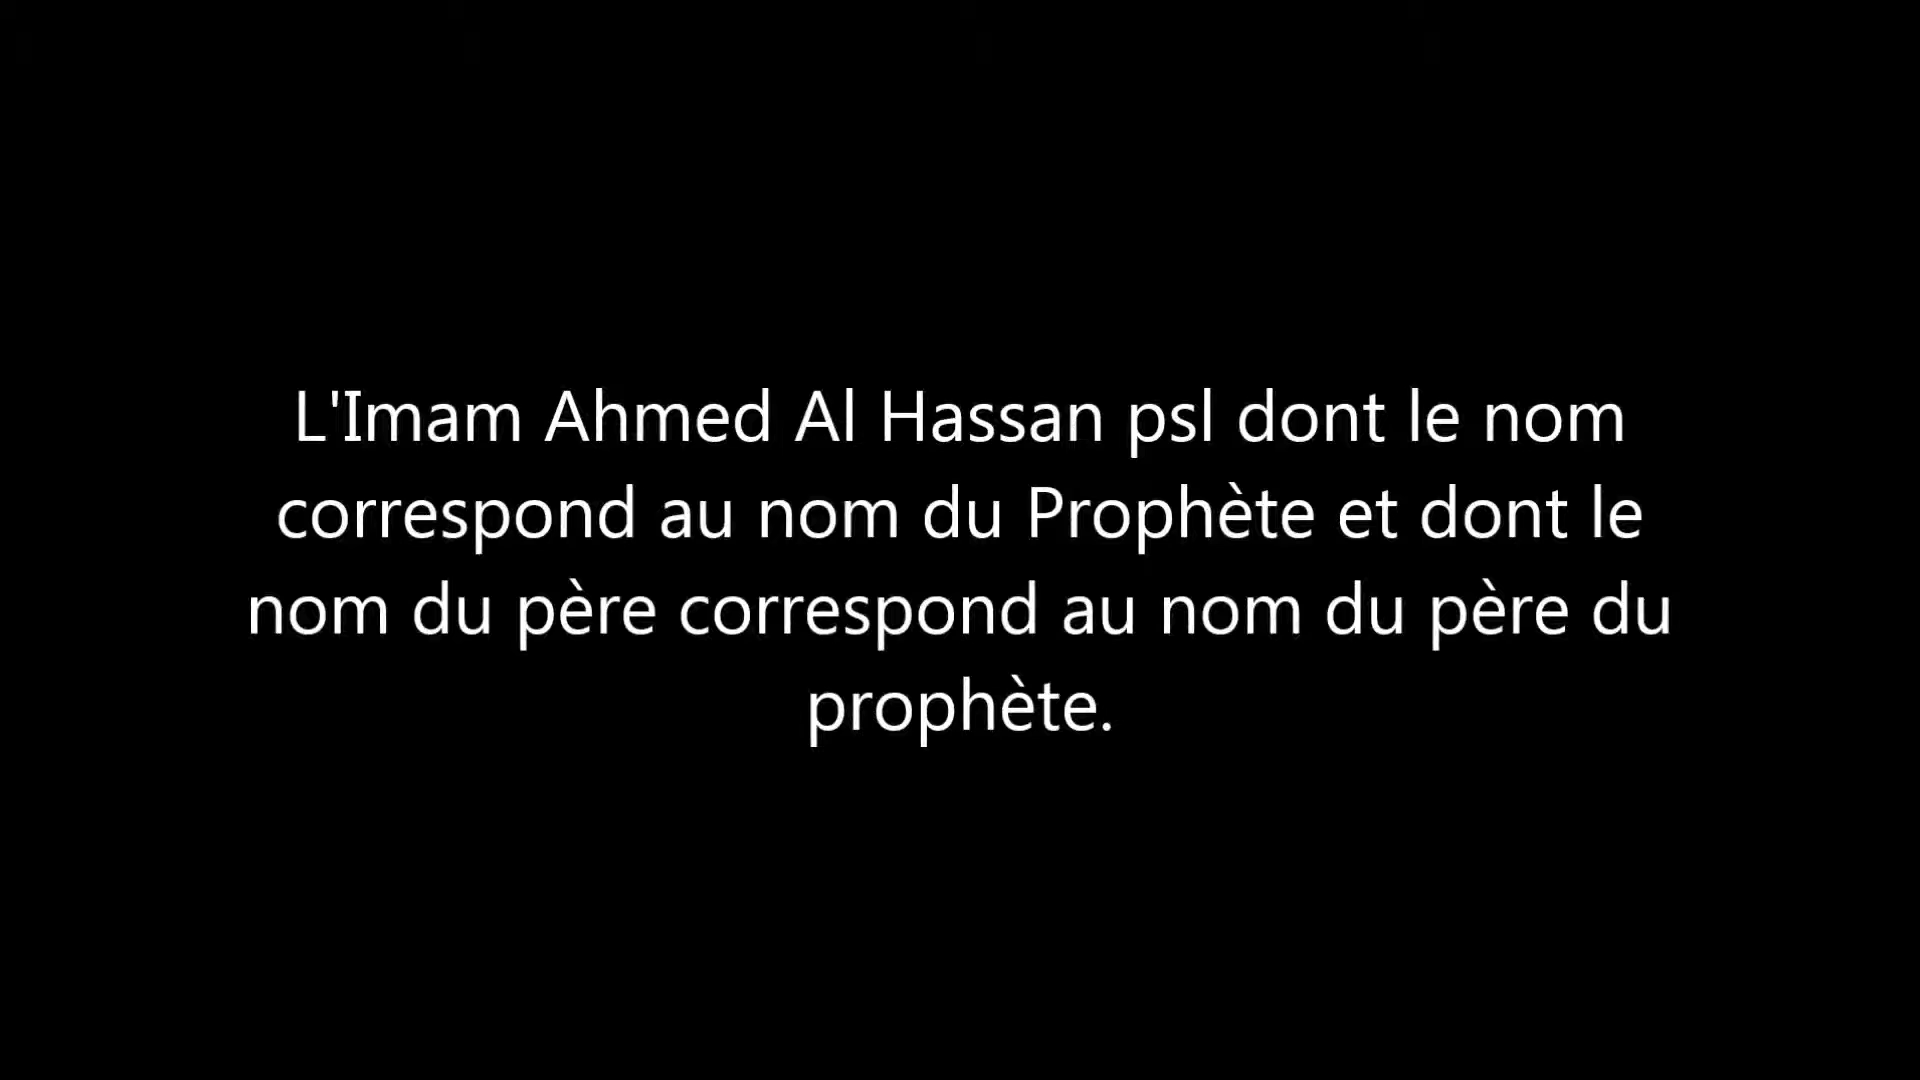 L'Imam Ahmed Al Hassan psl dont le nom
correspond au nom du Prophète et dont le
nom du père correspond au nom du père du
prophète.